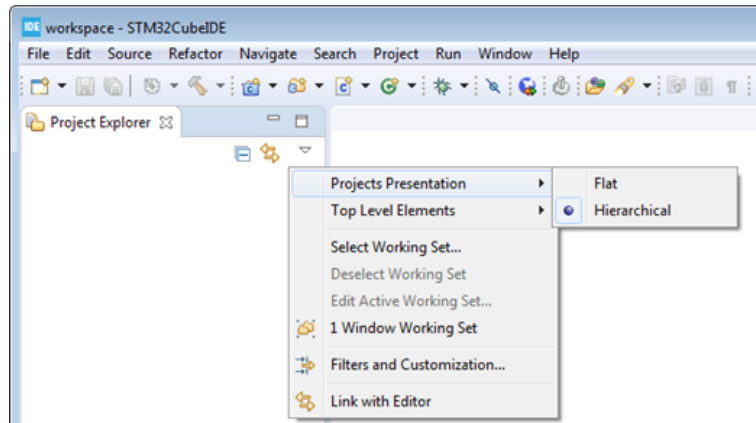 IDE workspace - STM32CubeIDE
File Edit Source Refactor Navigate Search Project Run Window Help
Project Explorer
Projects Presentation
Flat
Top Level Elements
Hierarchical
Select Working Set...
Deselect Working Set
Edit Active Working Set...
1 Window Working Set
Filters and Customization...
Link with Editor